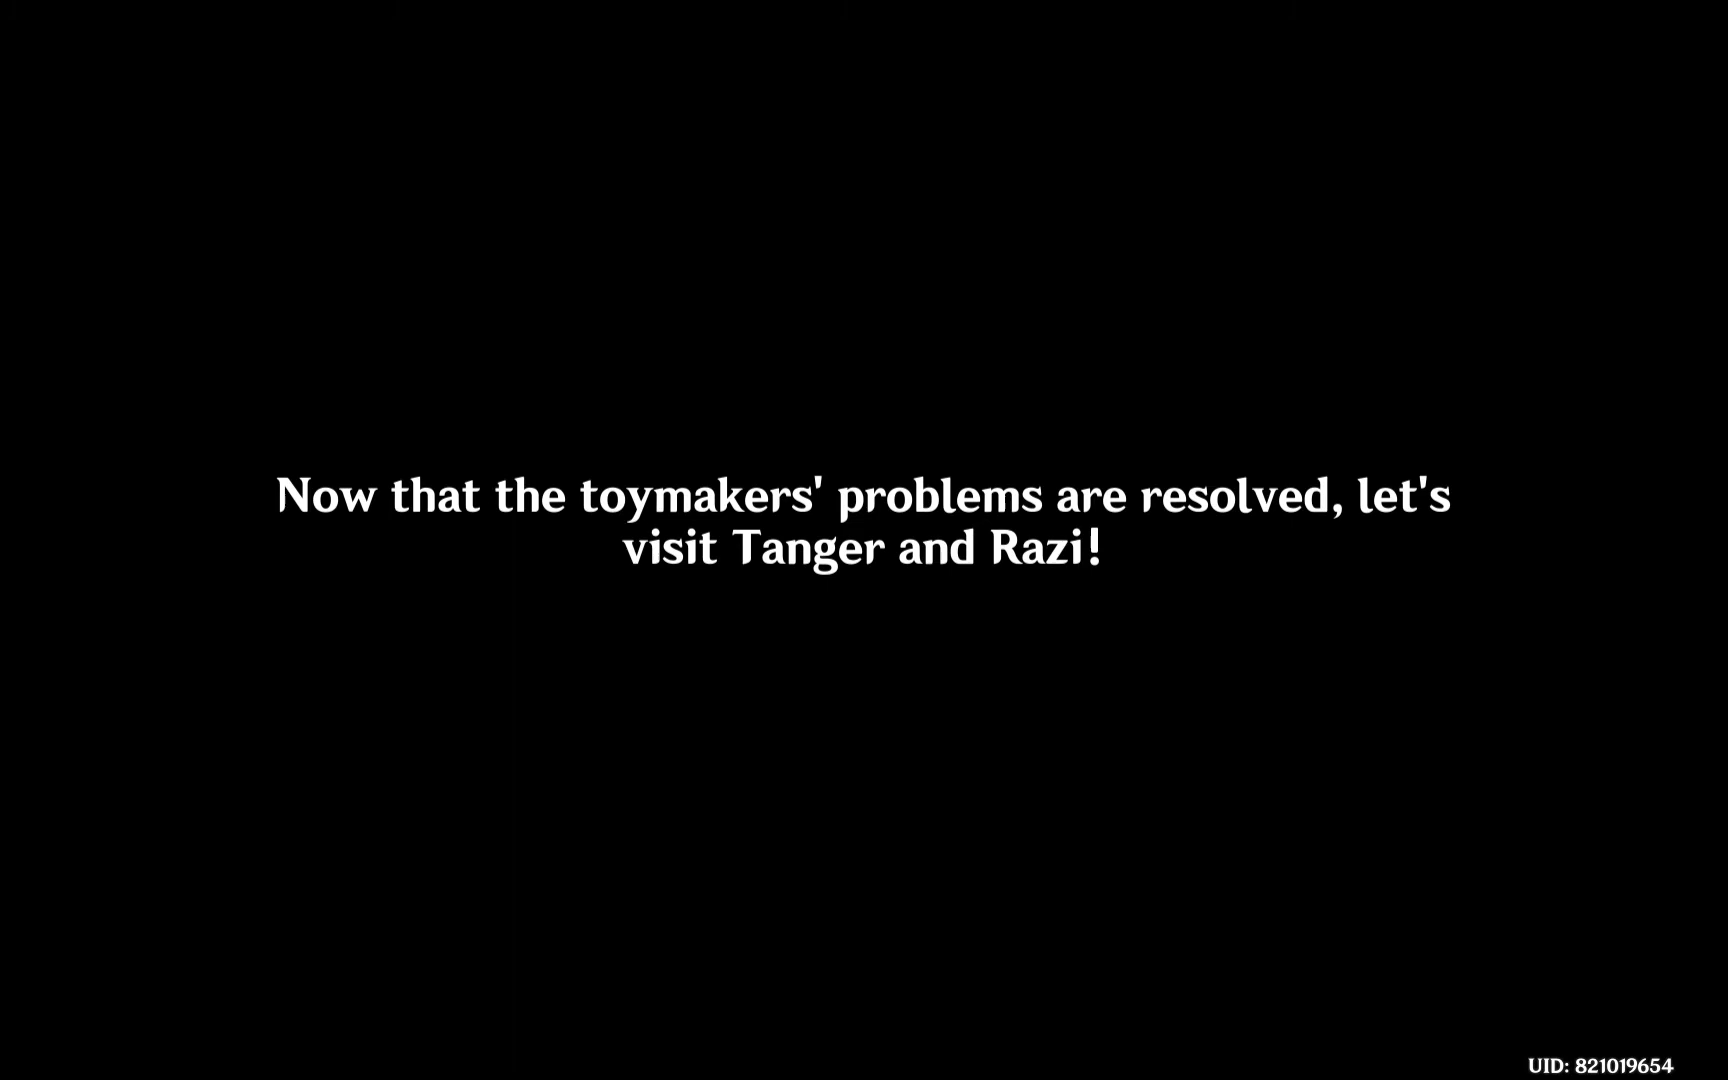 Now that the toymakers' problems are resolved, let's
visit Tanger and Razi!
UID: 821019654